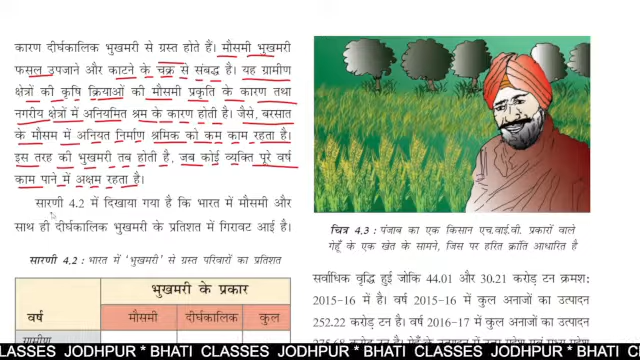 कारण दीर्घकालिक भुखमरी से ग्रस्त होते हैं। मौसमी भुखमरी
फसल उपजाने और काटने के चक्र से संबद्ध है। यह ग्रामीण
क्षेत्रों की कृषि क्रियाओं की मौसमी प्रकृति के कारण तथा
नगरीय क्षेत्रों में अनियमित श्रम के कारण होती है। जैसे, बरसात
के मौसम में अनियत निर्माण श्रमिक को कम काम रहता है।
इस तरह की भुखमरी तब होती है, जब कोई व्यक्ति पूरे वर्ष
काम पाने में अक्षम रहता है।
सारणी 4.2 में दिखाया गया है कि भारत में मौसमी और
साथ ही दीर्घकालिक भुखमरी के प्रतिशत में गिरावट आई है।
सारणी 4.2 : भारत में 'भुखमरी' से ग्रस्त परिवारों का प्रतिशत
भुखमरी के प्रकार
वर्ष मौसमी दीर्घकालिक कुल
ग्रामीण
चित्र 4.3 : पंजाब का एक किसान एच.वाई.वी. प्रकारों वाले
गेहूँ के एक खेत के सामने, जिस पर हरित क्रांति आधारित है
सर्वाधिक वृद्धि हुई जोकि 44.01 और 30.21 करोड़ टन क्रमश:
2015-16 में है। वर्ष 2015-16 में कुल अनाजों का उत्पादन
252.22 करोड़ टन। वर्ष 2016-17 में कुल अनाजों का उत्पादन
CLASSES JODHPUR * BHATI CLASSES JODHPUR * BHATI CLASSES JODHPUR * BHATI